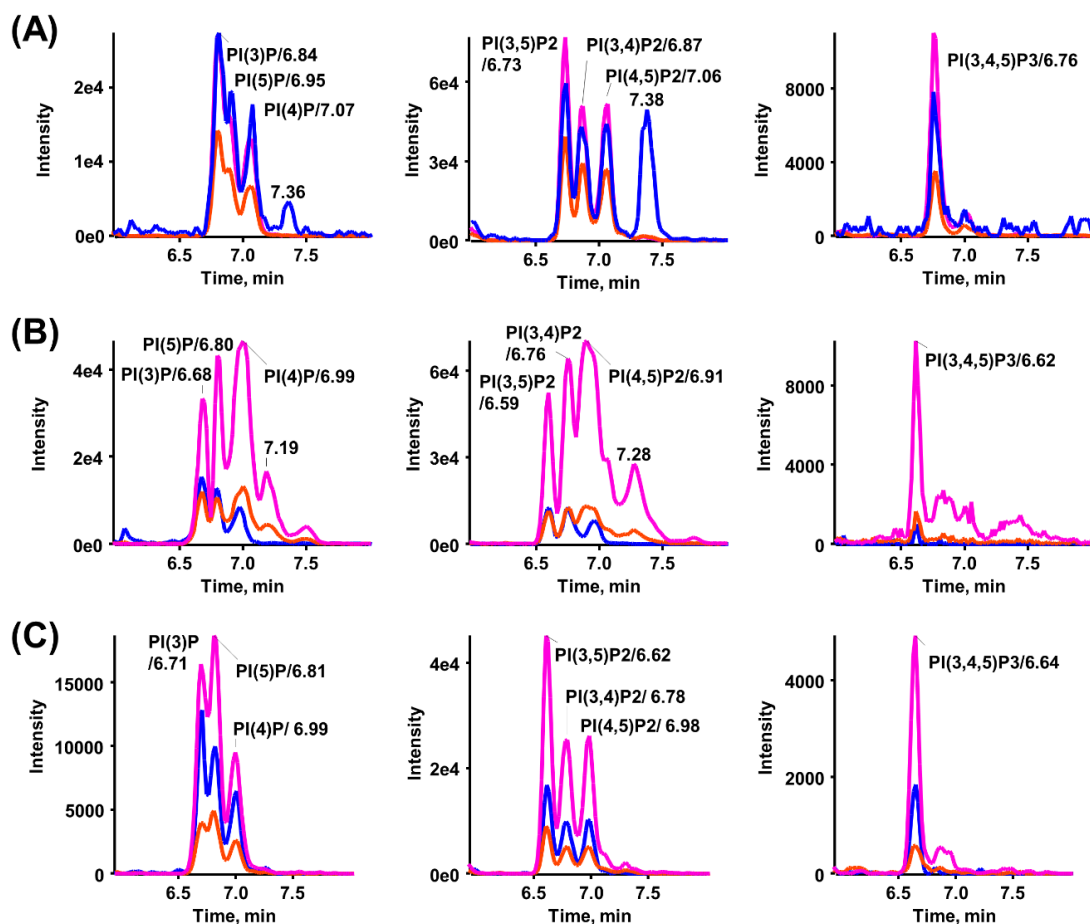 (A)
Intensity
2e4
1e4
0e0
PI(3)P/6.84
PI(5)P/6.95
PI(4)P/7.07
7.36
6.5 7.0 7.5
Time, min
Intensity
6e4
3e4
0e0
PI(3,5)P2
/6.73
PI(3,4)P2/6.87
PI(4,5)P2/7.06
7.38
6.5 7.0 7.5
Time, min
Intensity
8000
4000
0
PI(3,4,5)P3/6.76
6.5 7.0 7.5
Time, min
(B)
Intensity
4e4
2e4
0e0
PI(5)P/6.80
PI(3)P/6.68
PI(4)P/6.99
7.19
6.5 7.0 7.5
Time, min
Intensity
6e4
3e4
0e0
PI(3,4)P2
/6.76
PI(3,5)P2
/6.59
PI(4,5)P2/6.91
7.28
6.5 7.0 7.5
Time, min
Intensity
8000
4000
0
PI(3,4,5)P3/6.62
6.5 7.0 7.5
Time, min
(C)
Intensity
15000
10000
5000
0
PI(3)P
/6.71
PI(5)P/6.81
PI(4)P/ 6.99
6.5 7.0 7.5
Time, min
Intensity
4e4
2e4
0e0
PI(3,5)P2/6.62
PI(3,4)P2/ 6.78
PI(4,5)P2/ 6.98
6.5 7.0 7.5
Time, min
Intensity
4000
2000
0
PI(3,4,5)P3/6.64
6.5 7.0 7.5
Time, min